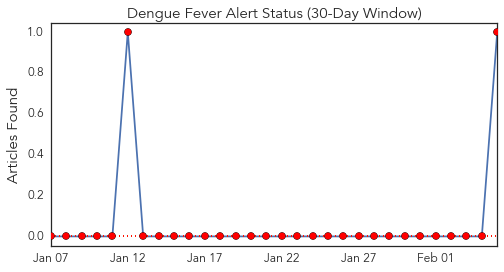 Dengue Fever Alert Status (30-Day Window)
Articles Found
1.0
0.8
0.6
0.4
0.2
0.0
Jan 07 Jan 12 Jan 17 Jan 22 Jan 27 Feb 01